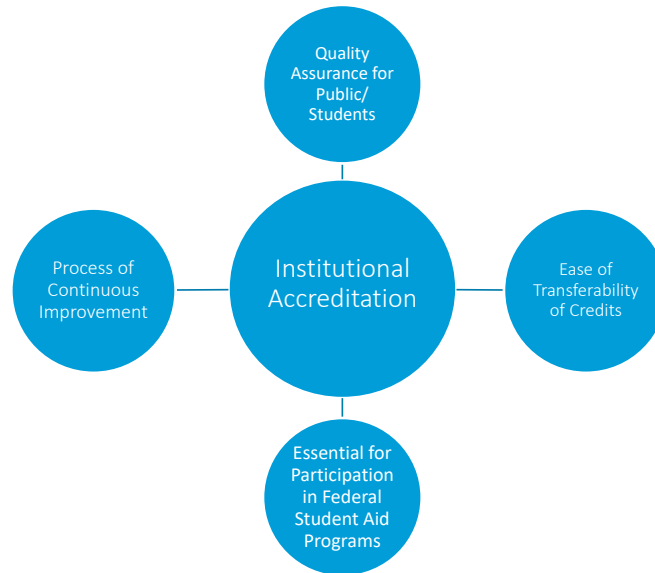 Quality
Assurance for
Public/
Students
Process of
Continuous
Improvement
Institutional
Accreditation
Ease of
Transferability
of Credits
Essential for
Participation
in Federal
Student Aid
Programs